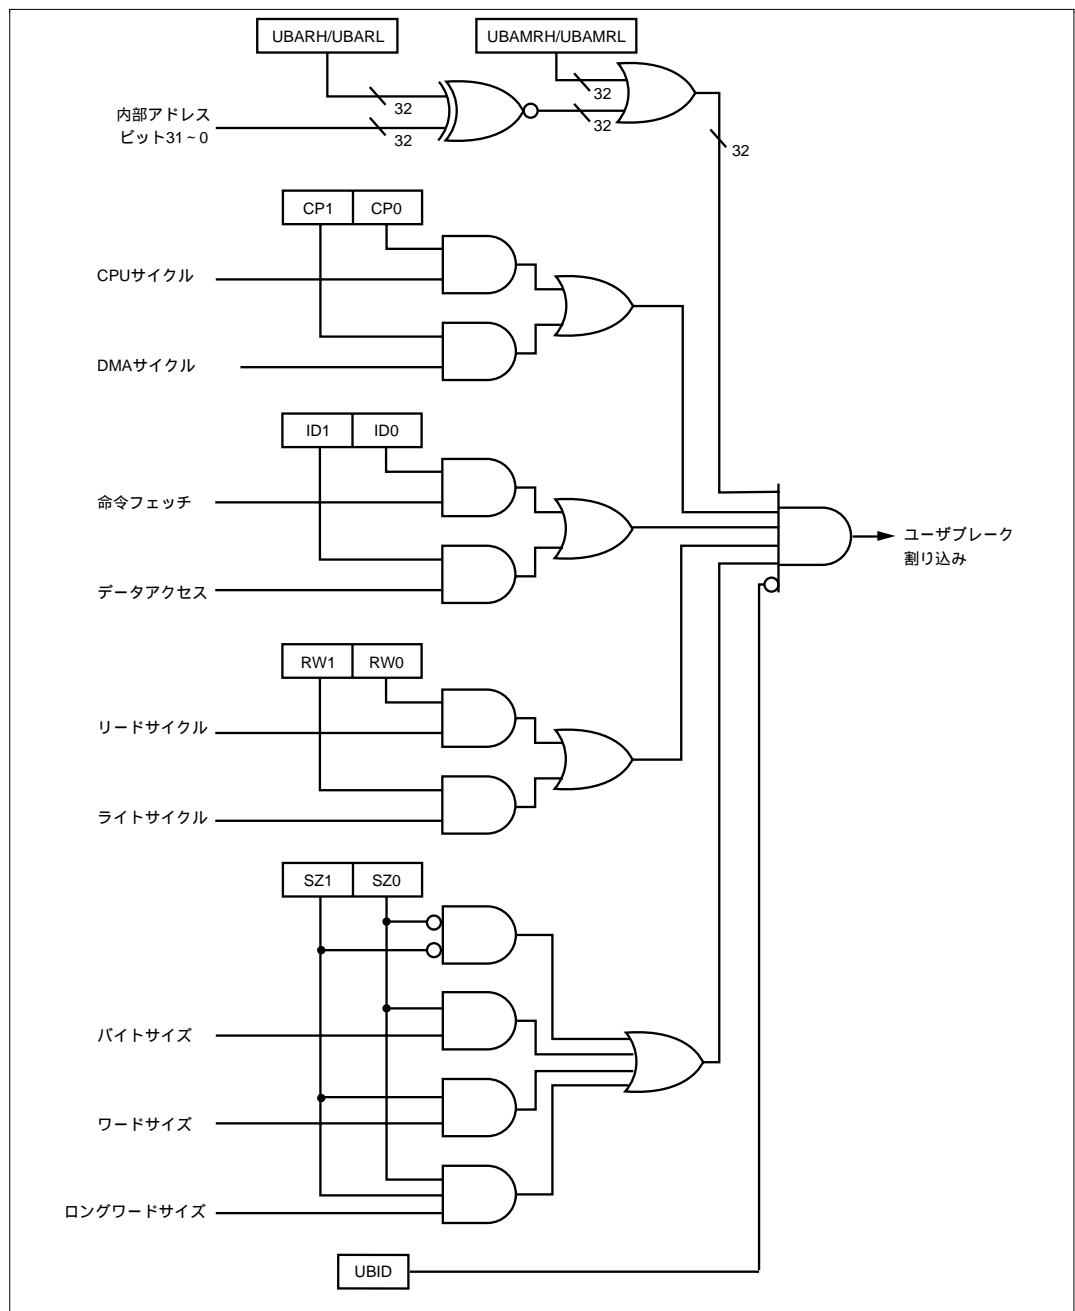 UBARH/UBARL
UBAMRH/UBAMRL
32
32
32
32
32
内部アドレス
ビット31~0
CP1
CP0
CPUサイクル
DMAサイクル
ID1
ID0
命令フェッチ
データアクセス
ユーザブレーク
割り込み
RW1
RW0
リードサイクル
ライトサイクル
SZ1
SZ0
バイトサイズ
ワードサイズ
ロングワードサイズ
UBID